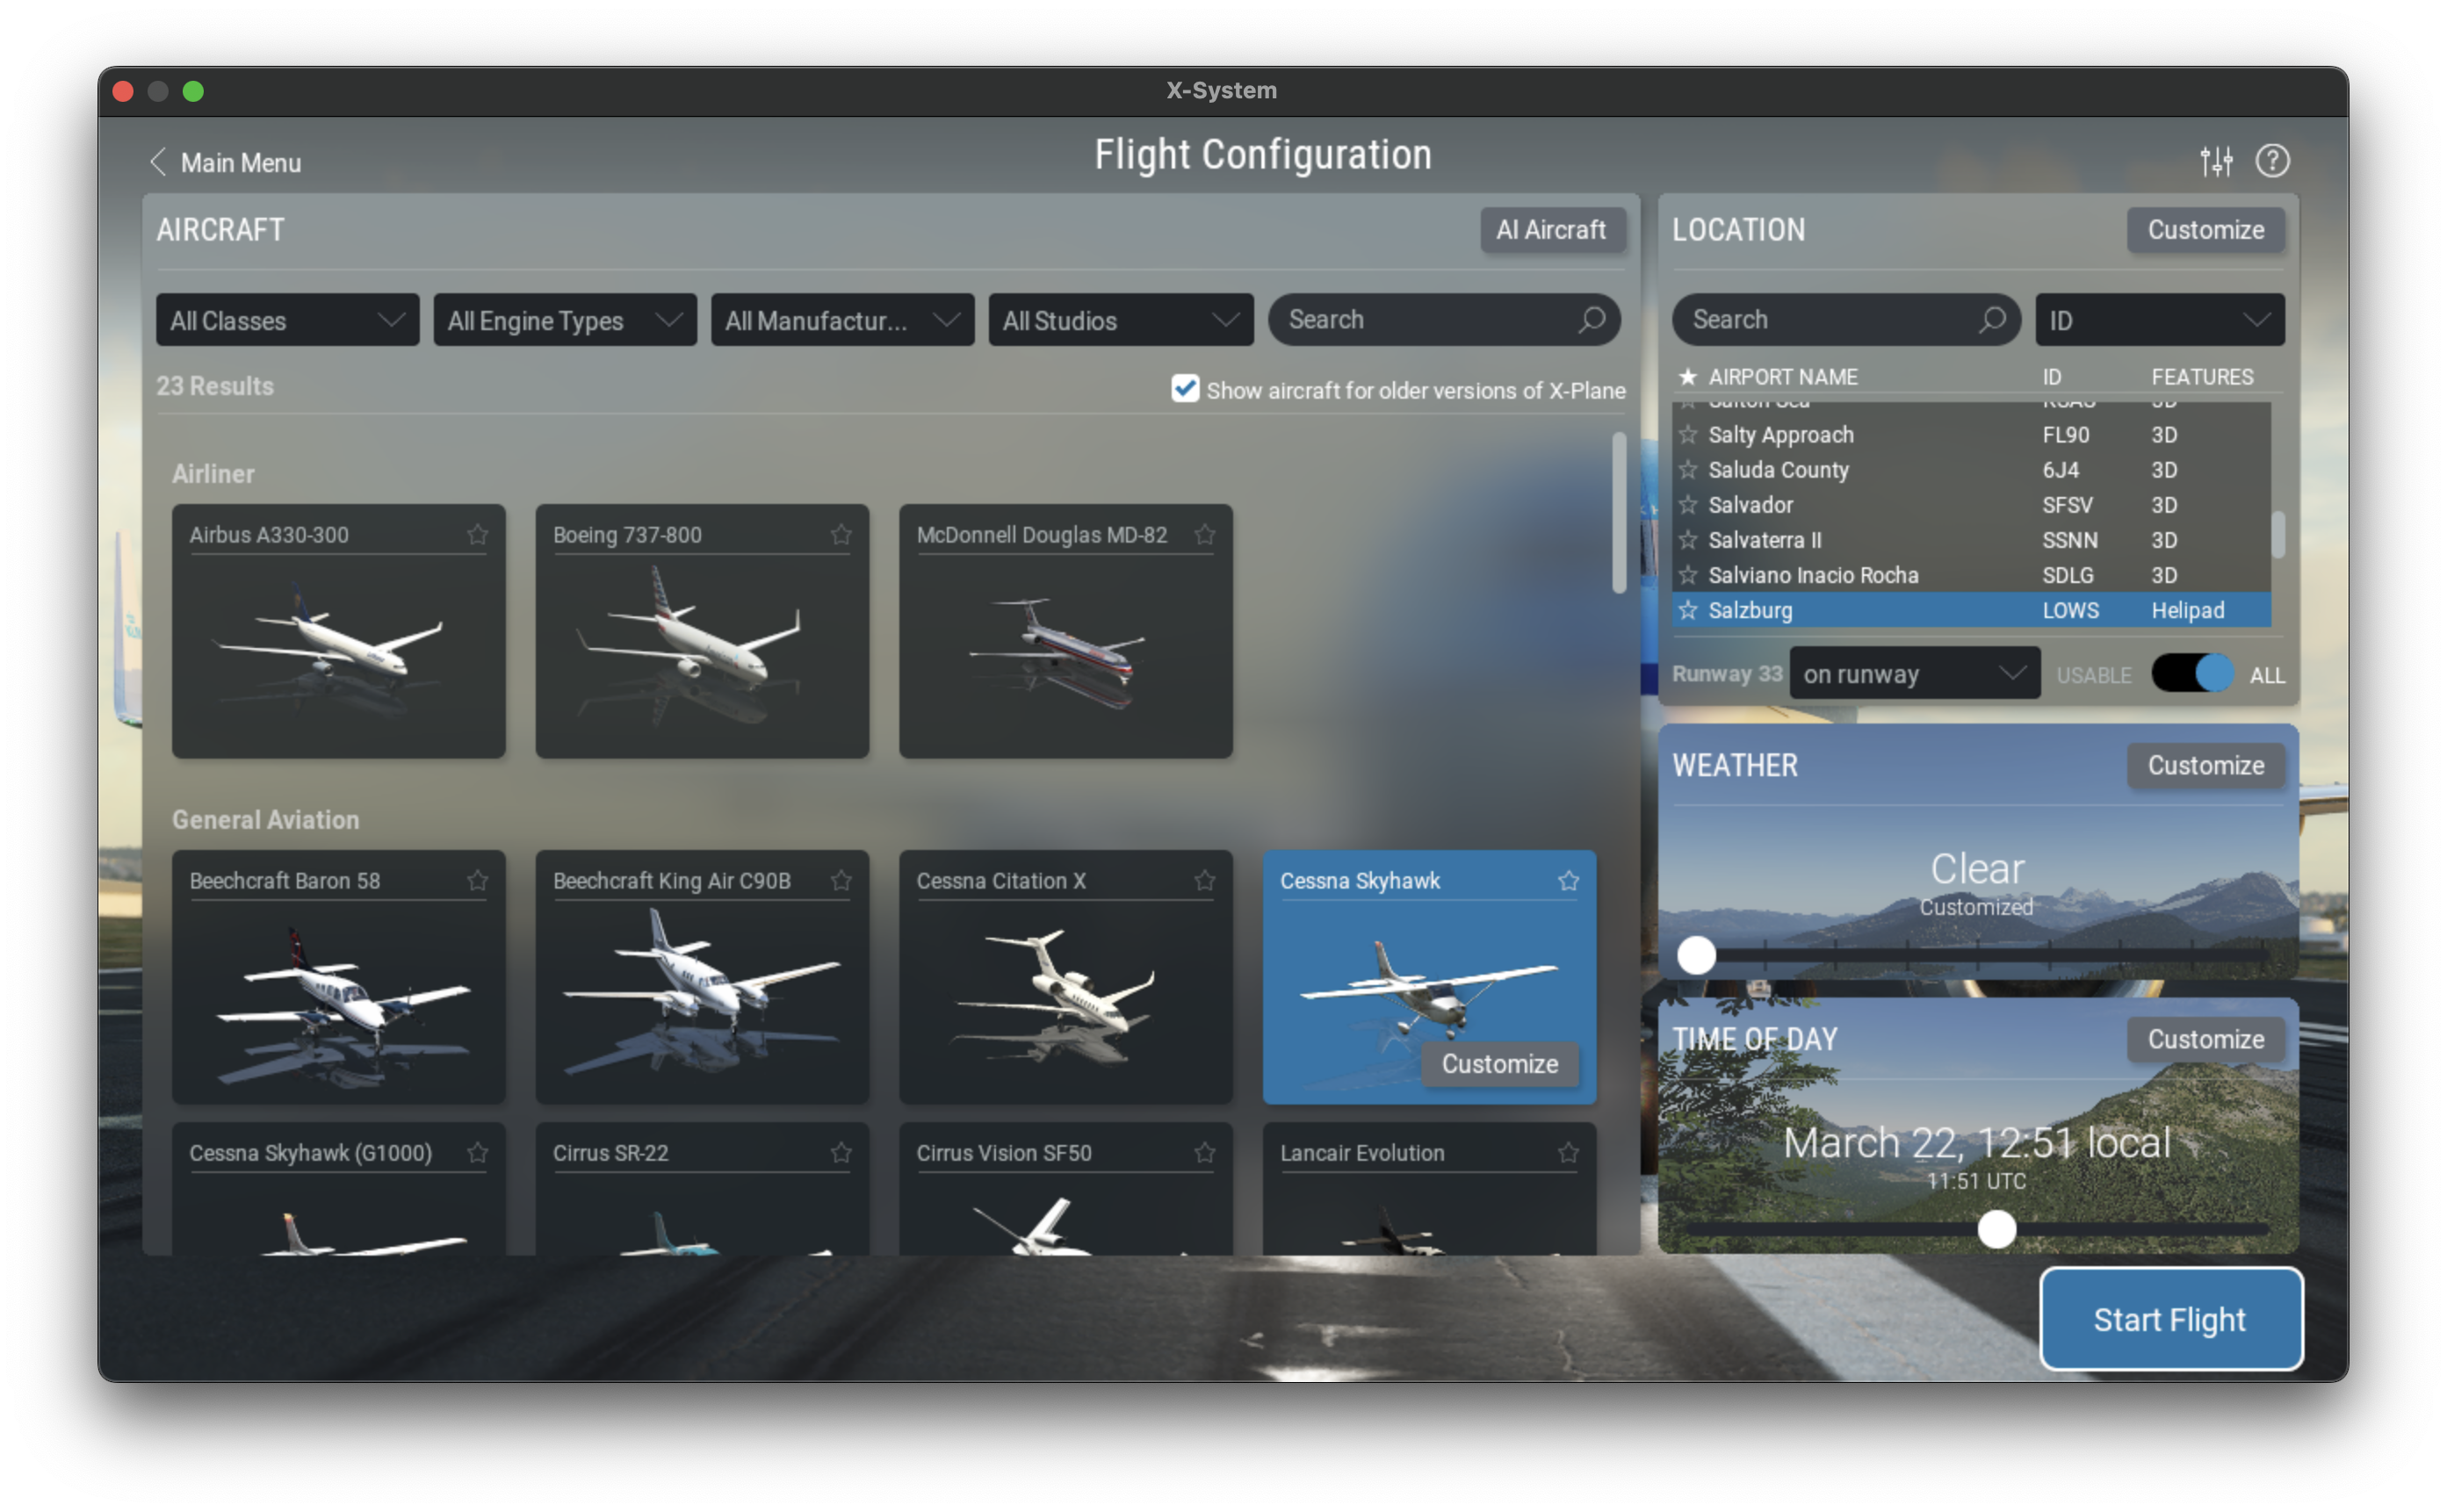 X-System
Main Menu
Flight Configuration
AIRCRAFT
AI Aircraft
All Classes
All Engine Types
All Manufactur...
All Studios
Search
23 Results
Show aircraft for older versions of X-Plane
Airliner
Airbus A330-300
Boeing 737-800
McDonnell Douglas MD-82
General Aviation
Beechcraft Baron 58
Beechcraft King Air C90B
Cessna Citation X
Cessna Skyhawk
Customize
Cessna Skyhawk (G1000)
Cirrus SR-22
Cirrus Vision SF50
Lancair Evolution
LOCATION
Customize
Search
ID
AIRPORT NAME ID FEATURES
Salton Sea KSAS 3D
Salty Approach FL90 3D
Saluda County 6J4 3D
Salvador SFSV 3D
Salvaterra II SSNN 3D
Salviano Inacio Rocha SDLG 3D
Salzburg LOWS Helipad
Runway 33
on runway
USABLE
ALL
WEATHER
Customize
Clear
Customized
TIME OF DAY
Customize
March 22, 12:51 local
11:51 UTC
Start Flight